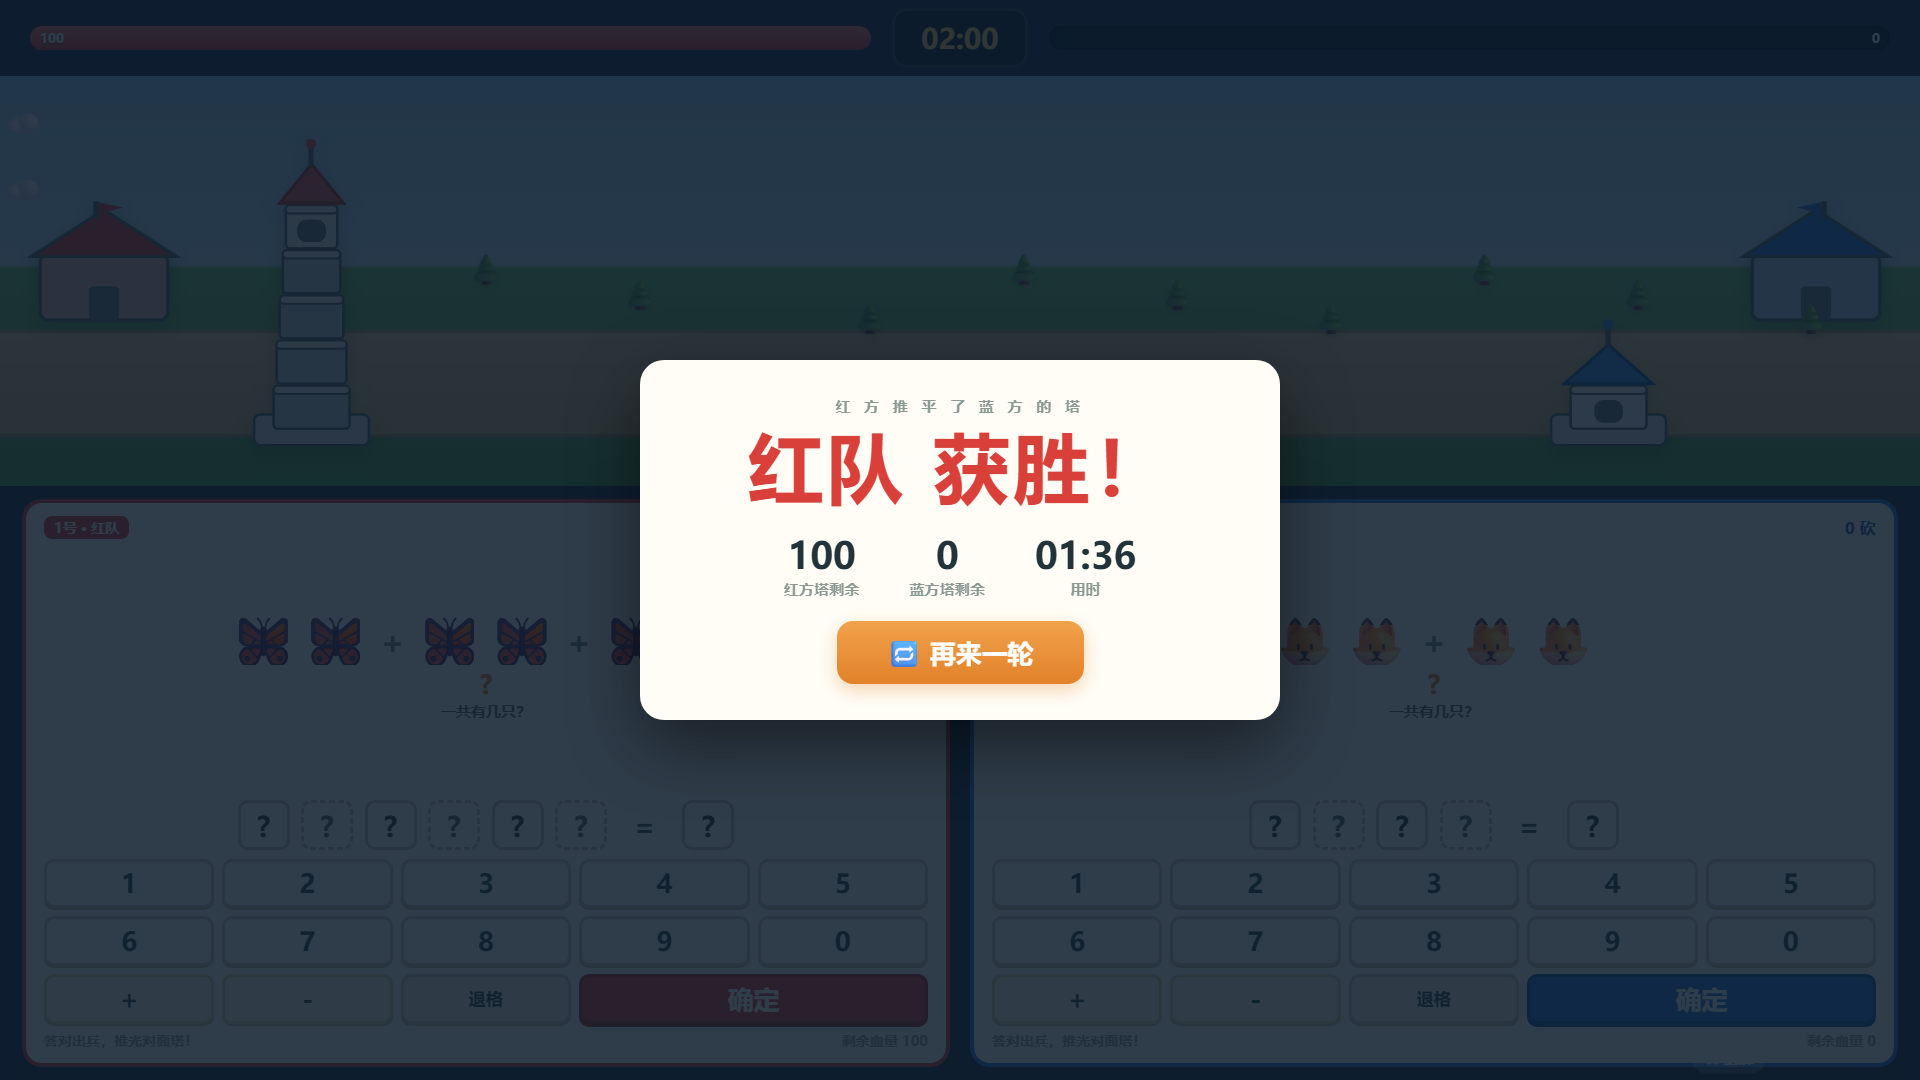 100
02:00
0
红方推平了蓝方的塔
红队 获胜！
100 0 01:36
红方塔剩余 蓝方塔剩余 用时
🔁 再来一轮
1号 • 红队
+ +
?
一共有几只?
? ? ? ? ? ? = ?
1 2 3 4 5
6 7 8 9 0
+ - 退格 确定
答对出兵，推光对面塔！ 剩余血量 100
0 砍
+
?
一共有几只?
? ? ? ? = ?
1 2 3 4 5
6 7 8 9 0
+ - 退格 确定
答对出兵，推光对面塔！ 剩余血量 0